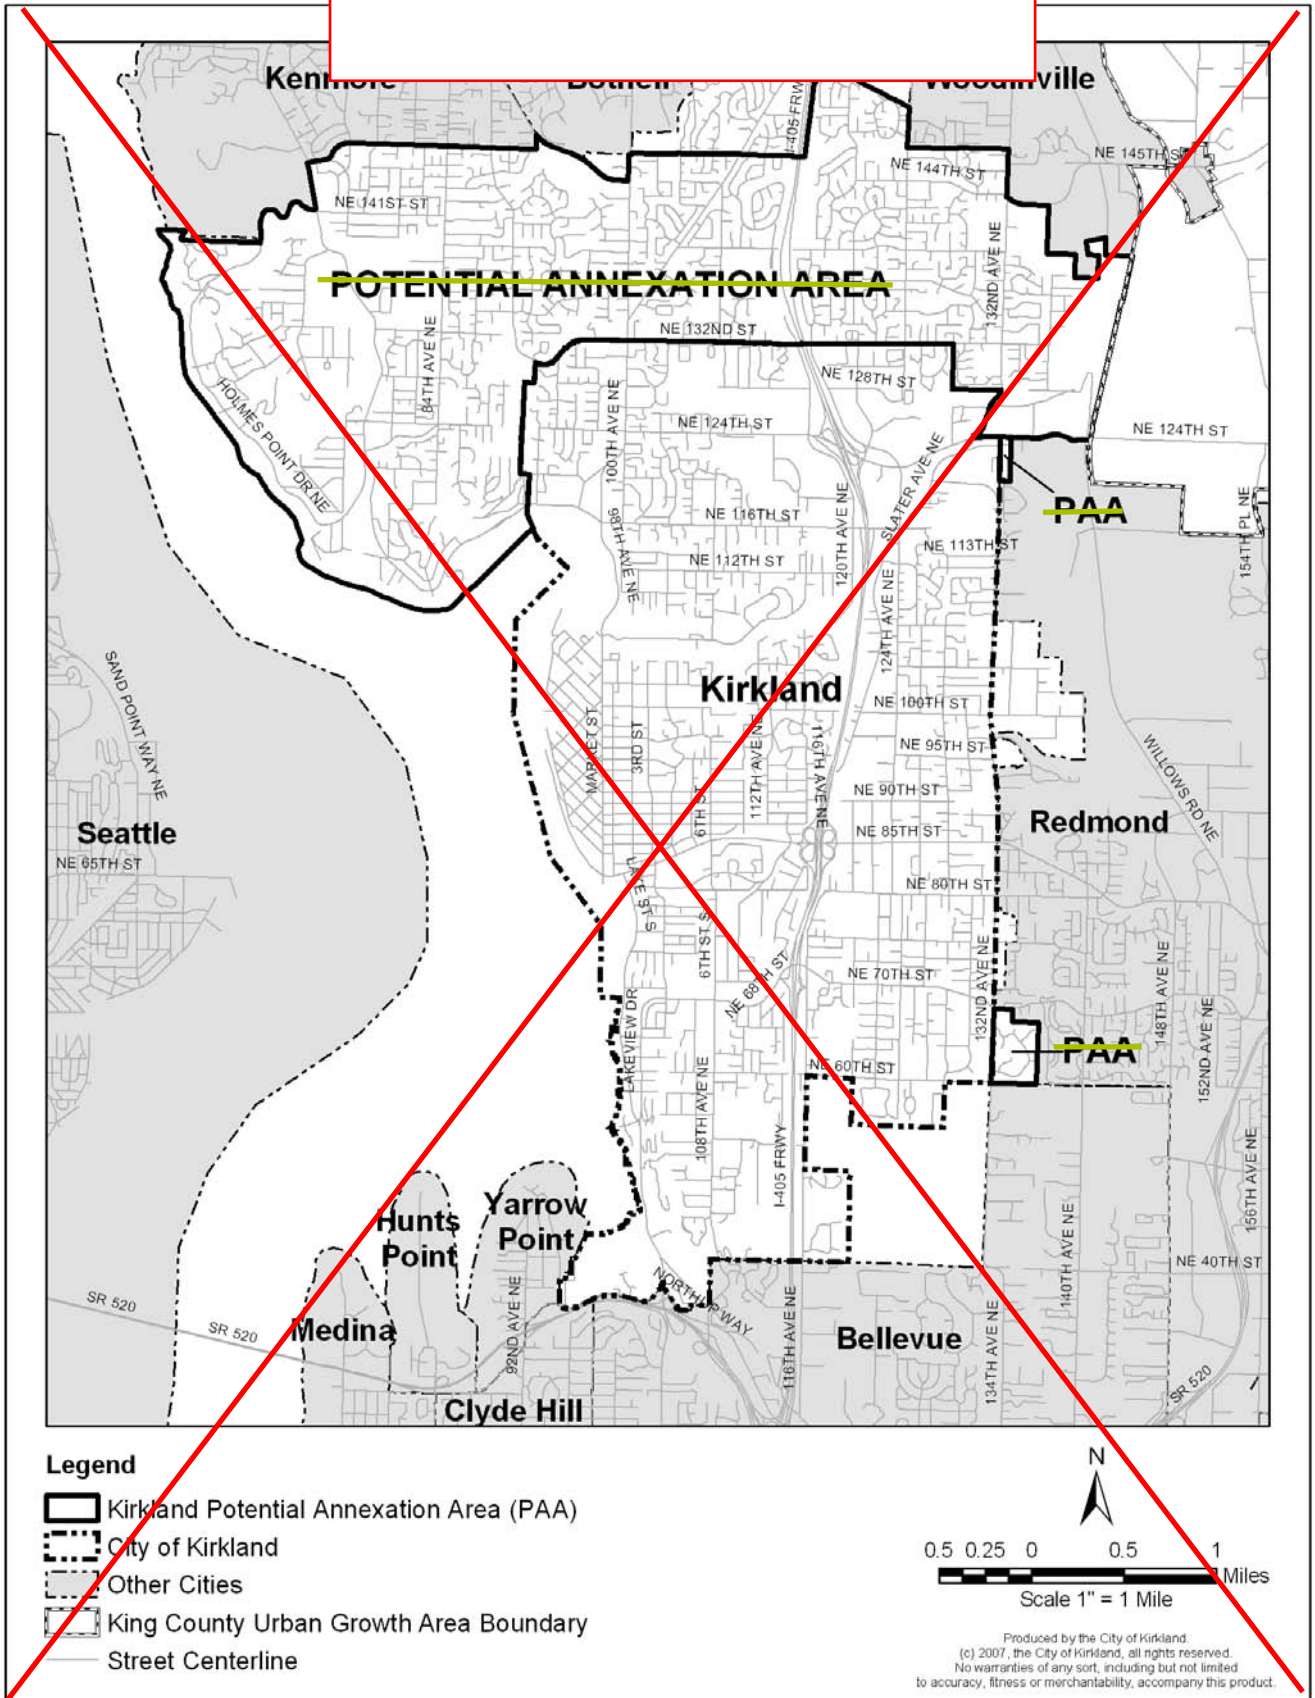 Kenmore
Bothell
Woodinville
I-405 FRWY
NE 145TH ST
NE 144TH ST
NE 141ST ST
132ND AVE NE
POTENTIAL ANNEXATION AREA
NE 132ND ST
84TH AVE NE
NE 128TH ST
HOLMES POINT DR NE
100TH AVE NE
NE 124TH ST
NE 124TH ST
SLATER AVE NE
PAA
154TH PL NE
98TH AVE NE
NE 116TH ST
120TH AVE NE
NE 113TH ST
NE 112TH ST
124TH AVE NE
SAND POINT WAY NE
Kirkland
NE 100TH ST
MARKET ST
3RD ST
112TH AVE NE
116TH AVE NE
NE 95TH ST
WILLOWS RD NE
NE 90TH ST
6TH ST
Seattle
NE 85TH ST
Redmond
NE 65TH ST
LAKE ST S
NE 80TH ST
6TH ST S
NE 68TH ST
NE 70TH ST
132ND AVE NE
148TH AVE NE
152ND AVE NE
LAKEVIEW DR
PAA
NE 60TH ST
108TH AVE NE
I-405 FRWY
156TH AVE NE
Hunts
Point
Yarrow
Point
140TH AVE NE
NE 40TH ST
SR 520
SR 520
Medina
92ND AVE NE
NORTHUP WAY
116TH AVE NE
Bellevue
134TH AVE NE
SR 520
Clyde Hill
Legend
Kirkland Potential Annexation Area (PAA)
City of Kirkland
Other Cities
King County Urban Growth Area Boundary
Street Centerline
N
0.5 0.25 0 0.5 1
Miles
Scale 1" = 1 Mile
Produced by the City of Kirkland.
(c) 2007, the City of Kirkland, all rights reserved.
No warranties of any sort, including but not limited
to accuracy, fitness or merchantability, accompany this product.